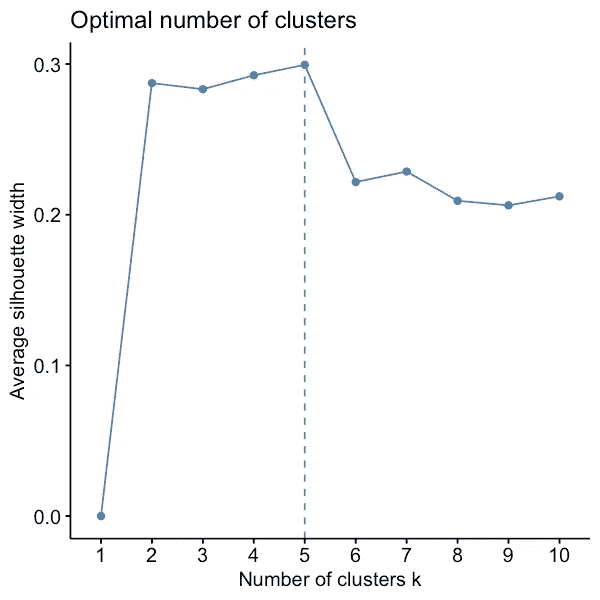 Optimal number of clusters
Average silhouette width
0.3
0.2
0.1
0.0
1 2 3 4 5 6 7 8 9 10
Number of clusters k